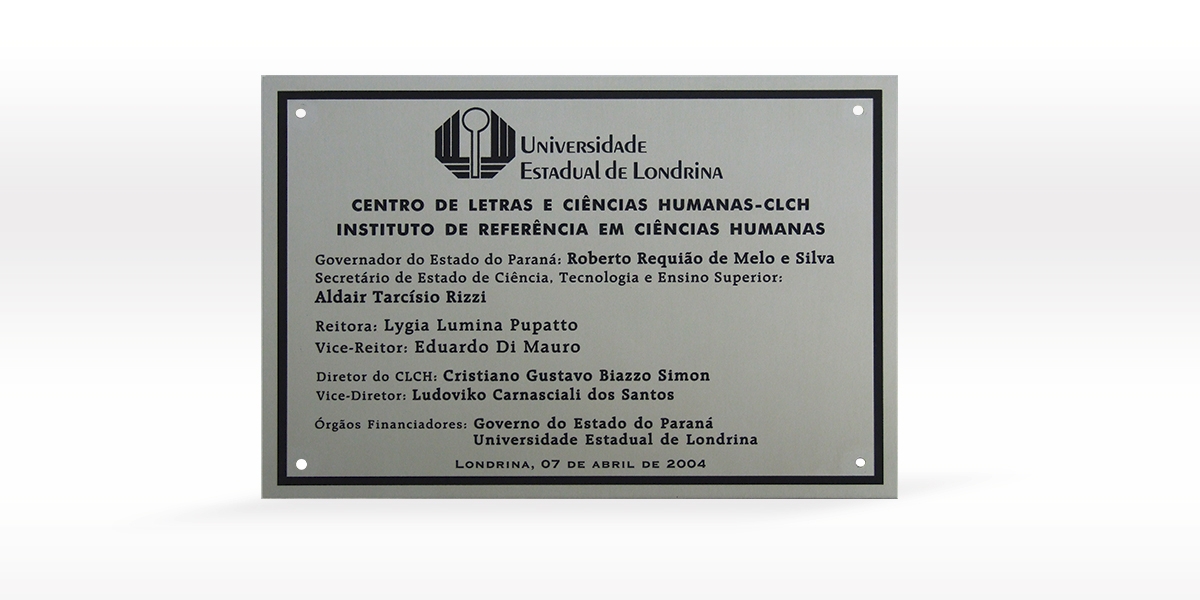 Universidade
Estadual de Londrina
CENTRO DE LETRAS E CIÊNCIAS HUMANAS-CLCH
INSTITUTO DE REFERÊNCIA EM CIÊNCIAS HUMANAS
Governador do Estado do Paraná: Roberto Requião de Melo e Silva
Secretário de Estado de Ciência, Tecnologia e Ensino Superior:
Aldair Tarcísio Rizzi
Reitora: Lygia Lumina Pupatto
Vice-Reitor: Eduardo Di Mauro
Diretor do CLCH: Cristiano Gustavo Biazzo Simon
Vice-Diretor: Ludoviko Carnasciali dos Santos
Órgãos Financiadores: Governo do Estado do Paraná
Universidade Estadual de Londrina
Londrina, 07 de abril de 2004